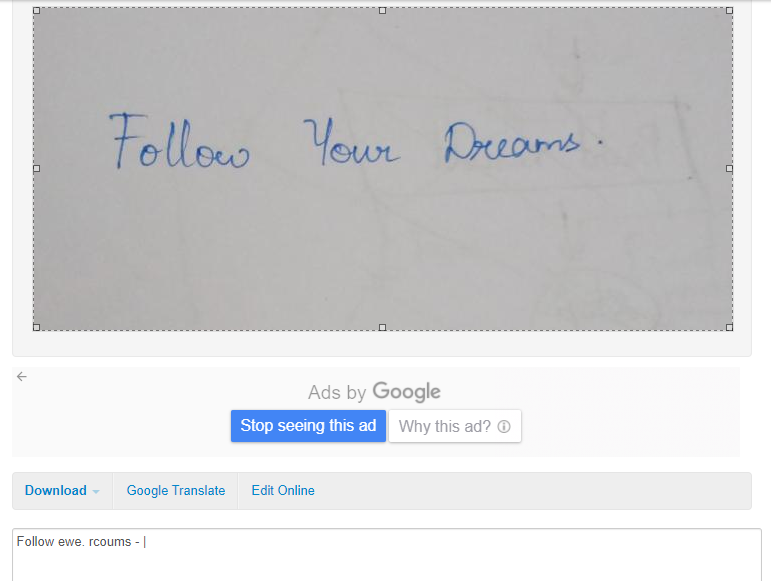 Follow Your Dreams.
Ads by Google
Stop seeing this ad Why this ad?
Download Google Translate Edit Online
Follow ewe. rcoums - |